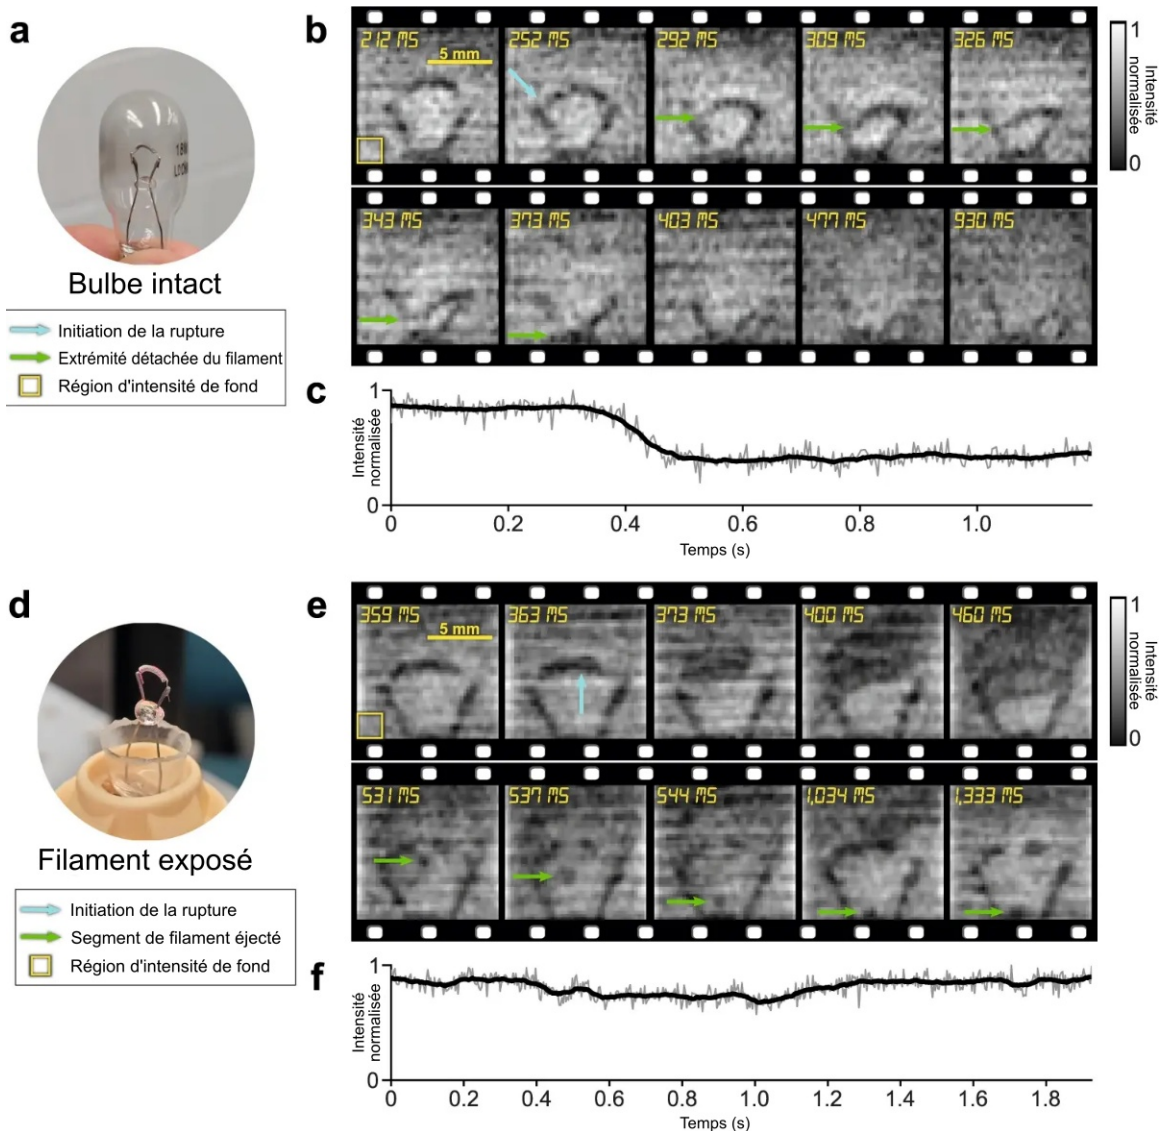 a
18
LION
Bulbe intact
Initiation de la rupture
Extrémité détachée du filament
Région d'intensité de fond
b
212 MS
5 mm
252 MS
292 MS
309 MS
326 MS
343 MS
373 MS
403 MS
477 MS
930 MS
1
0
Intensité
normalisée
c
Intensité
normalisée
1
0
0
0.2
0.4
0.6
0.8
1.0
Temps (s)
d
Filament exposé
Initiation de la rupture
Segment de filament éjecté
Région d'intensité de fond
e
359 MS
5 mm
363 MS
373 MS
400 MS
460 MS
531 MS
537 MS
544 MS
1,034 MS
1,333 MS
1
0
Intensité
normalisée
f
Intensité
normalisée
1
0
0
0.2
0.4
0.6
0.8
1.0
1.2
1.4
1.6
1.8
Temps (s)